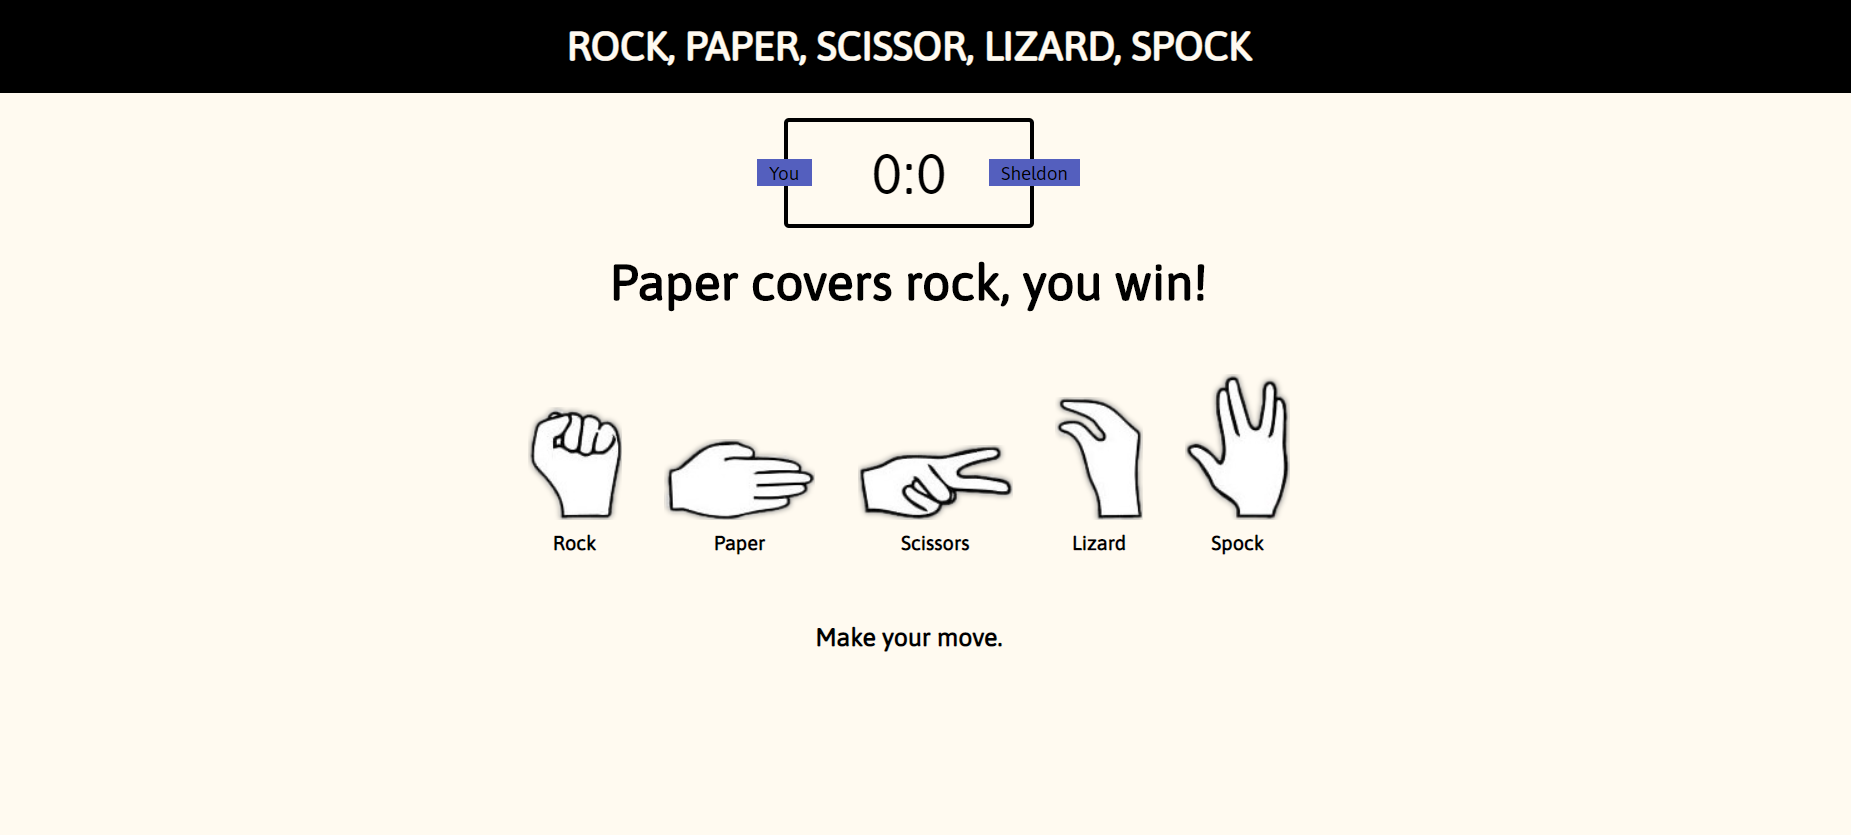 ROCK, PAPER, SCISSOR, LIZARD, SPOCK
You 0:0 Sheldon
Paper covers rock, you win!
Rock Paper Scissors Lizard Spock
Make your move.